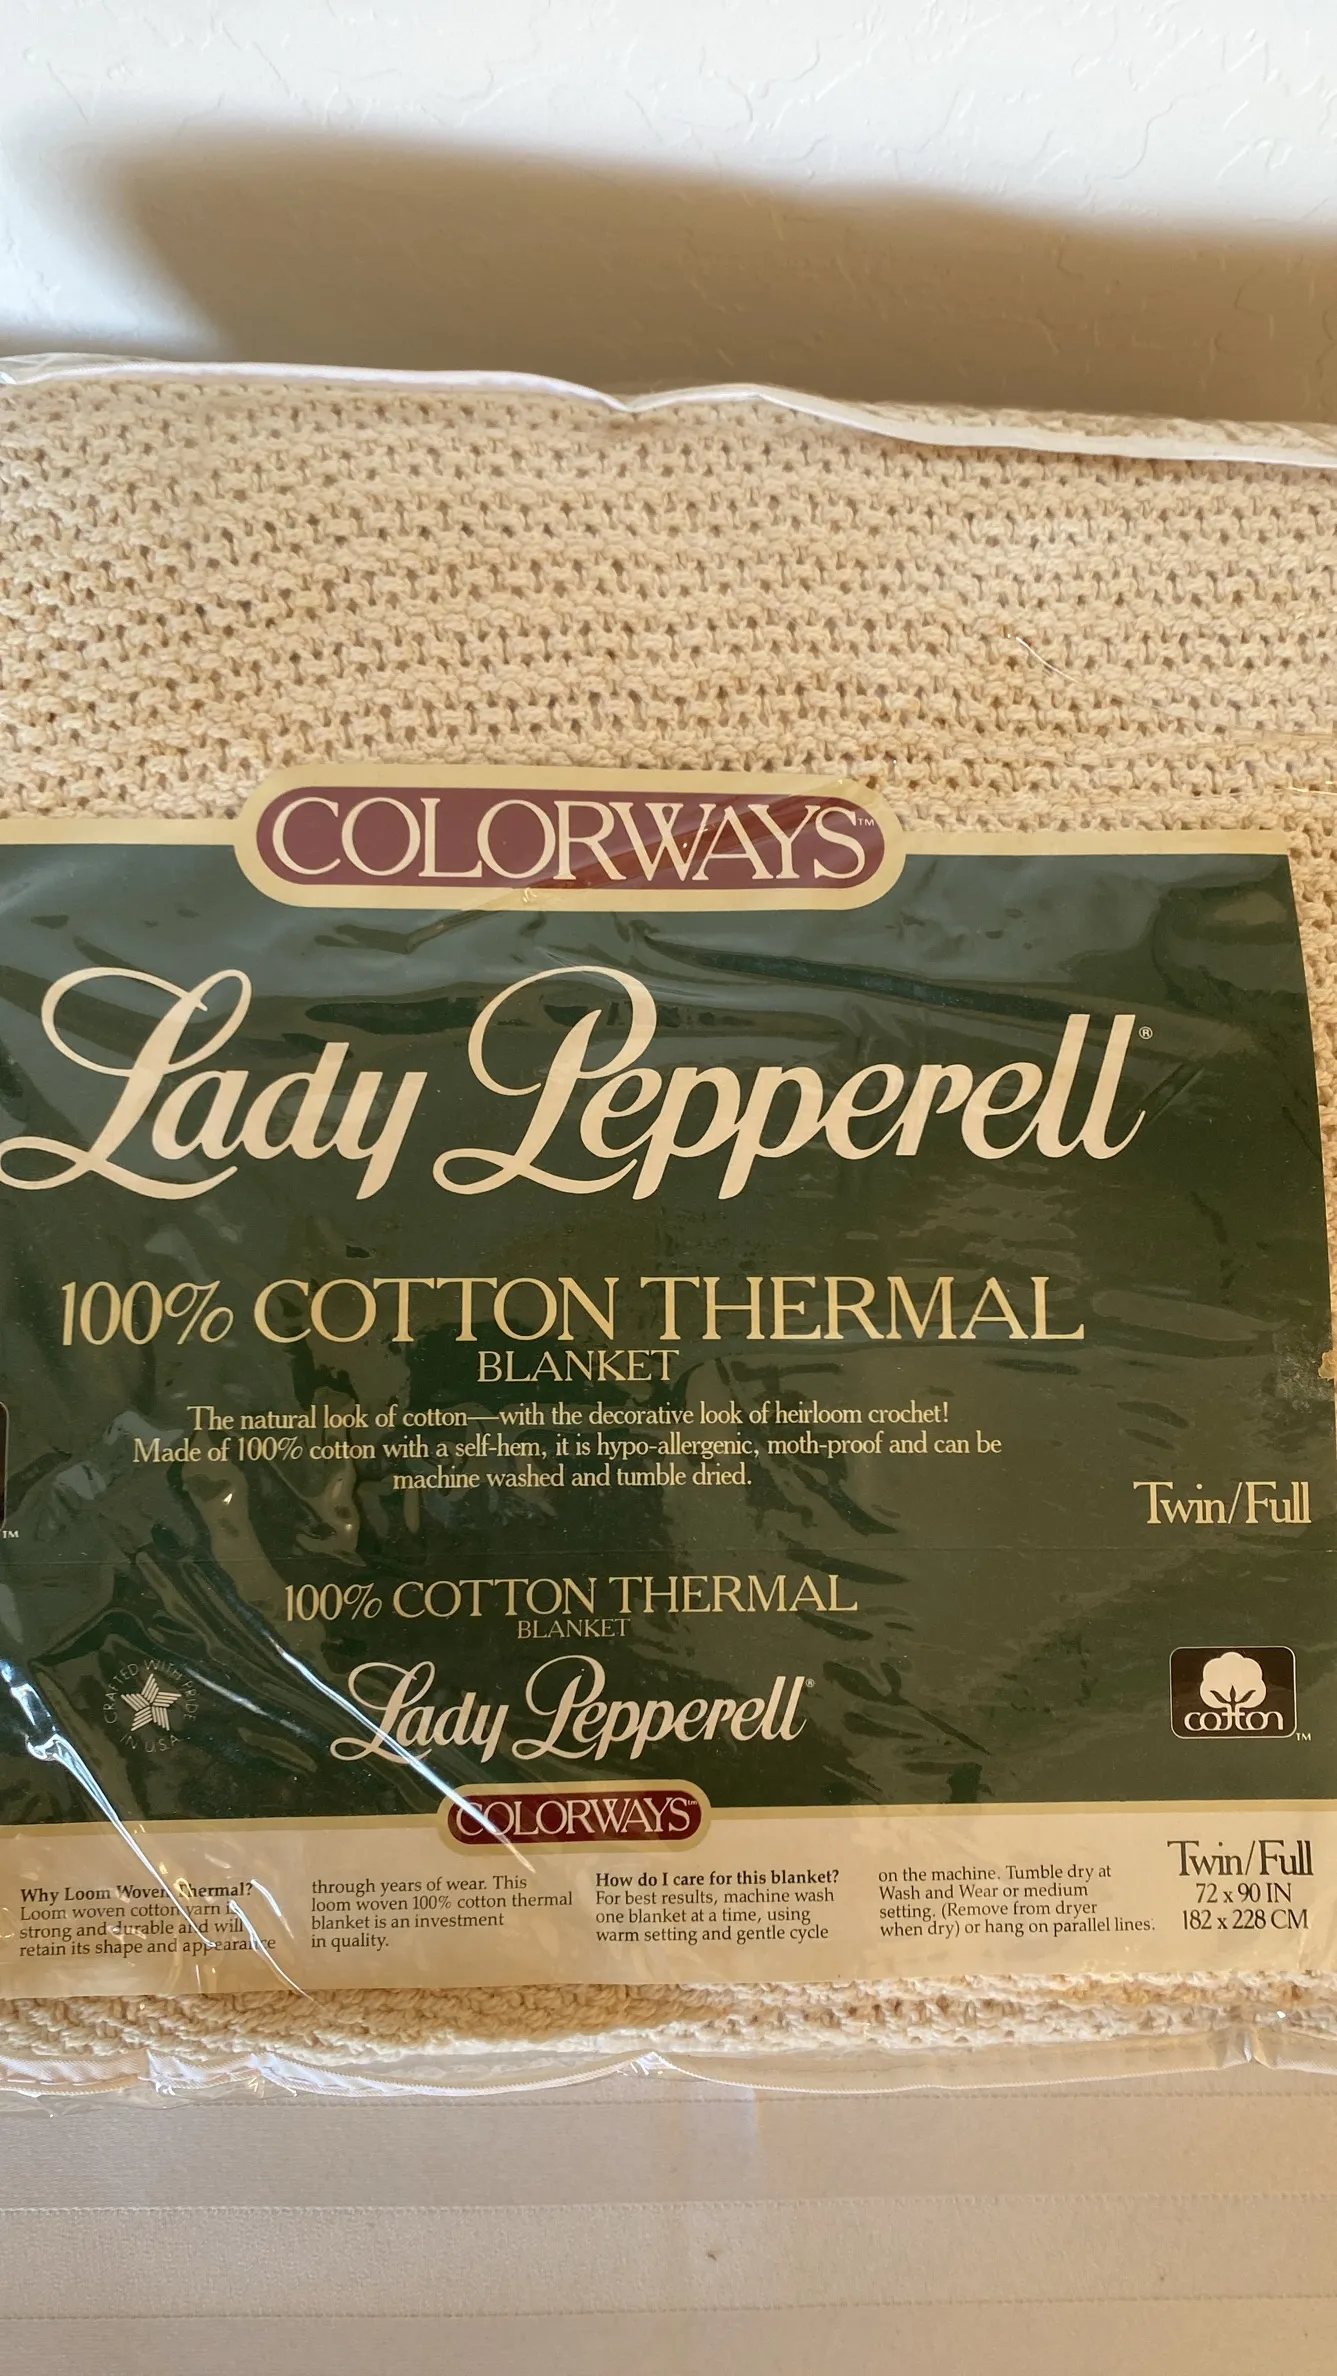 COLORWAYS™
Lady Pepperell®
100% COTTON THERMAL
BLANKET
The natural look of cotton—with the decorative look of heirloom crochet!
Made of 100% cotton with a self-hem, it is hypo-allergenic, moth-proof and can be
machine washed and tumble dried.
Twin/Full
TM
100% COTTON THERMAL
BLANKET
CRAFTED WITH PRIDE
IN U.S.A.
Lady Pepperell®
cotton
TM
COLORWAYS™
Why Loom Woven Thermal?
Loom woven cotton yarn is
strong and durable and will
retain its shape and appearance
through years of wear. This
loom woven 100% cotton thermal
blanket is an investment
in quality.
How do I care for this blanket?
For best results, machine wash
one blanket at a time, using
warm setting and gentle cycle
on the machine. Tumble dry at
Wash and Wear or medium
setting. (Remove from dryer
when dry) or hang on parallel lines.
Twin/Full
72 x 90 IN
182 x 228 CM